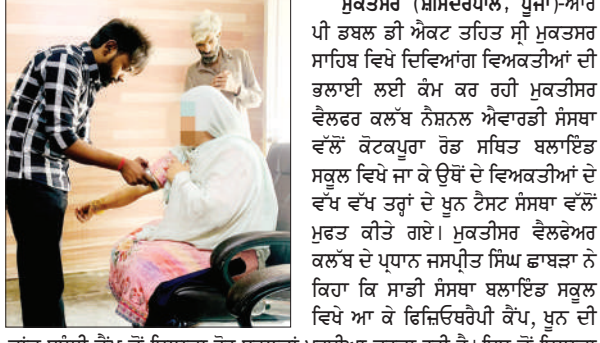 ਮੁਕਤਸਰ (ਸ਼ਮਿੰਦਰਪਾਲ, ਪੂਜਾ)-ਆਰ
ਪੀ ਡਬਲ ਡੀ ਐਕਟ ਤਹਿਤ ਸ੍ਰੀ ਮੁਕਤਸਰ
ਸਾਹਿਬ ਵਿਖੇ ਦਿਵਿਆਂਗ ਵਿਅਕਤੀਆਂ ਦੀ
ਭਲਾਈ ਲਈ ਕੰਮ ਕਰ ਰਹੀ ਮੁਕਤੀਸਰ
ਵੈਲਫਰ ਕਲੱਬ ਨੈਸ਼ਨਲ ਐਵਾਰਡੀ ਸੰਸਥਾ
ਵੱਲੋਂ ਕੋਟਕਪੂਰਾ ਰੋਡ ਸਥਿਤ ਬਲਾਇੰਡ
ਸਕੂਲ ਵਿਖੇ ਜਾ ਕੇ ਉਥੋਂ ਦੇ ਵਿਅਕਤੀਆਂ ਦੇ
ਵੱਖ ਵੱਖ ਤਰ੍ਹਾਂ ਦੇ ਖੂਨ ਟੈਸਟ ਸੰਸਥਾ ਵੱਲੋਂ
ਮੁਫਤ ਕੀਤੇ ਗਏ। ਮੁਕਤੀਸਰ ਵੈਲਫੇਅਰ
ਕਲੱਬ ਦੇ ਪ੍ਰਧਾਨ ਜਸਪ੍ਰੀਤ ਸਿੰਘ ਛਾਬੜਾ ਨੇ
ਕਿਹਾ ਕਿ ਸਾਡੀ ਸੰਸਥਾ ਬਲਾਇੰਡ ਸਕੂਲ
ਵਿਖੇ ਆ ਕੇ ਫਿਜ਼ਿਓਥਰੈਪੀ ਕੈਂਪ, ਖੂਨ ਦੀ